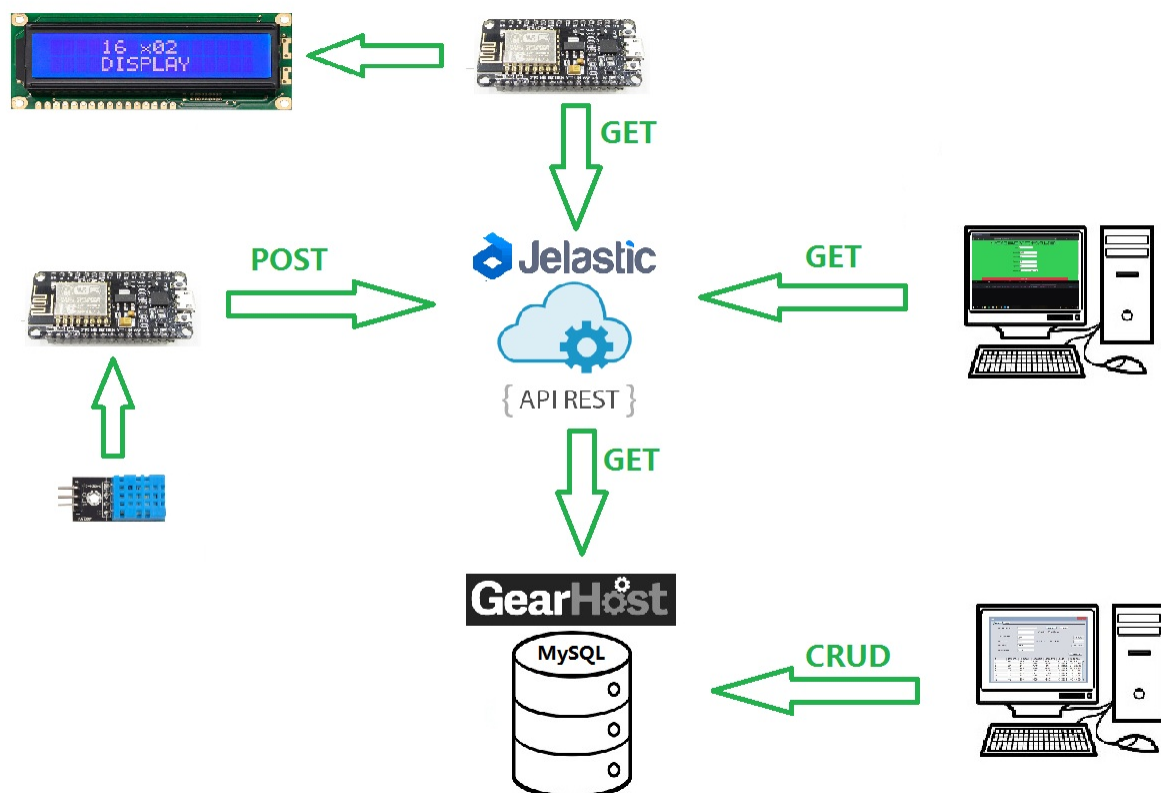 16 x02
DISPLAY
GET
POST
Jelastic
GET
{ API REST }
GET
GearHost
MySQL
CRUD